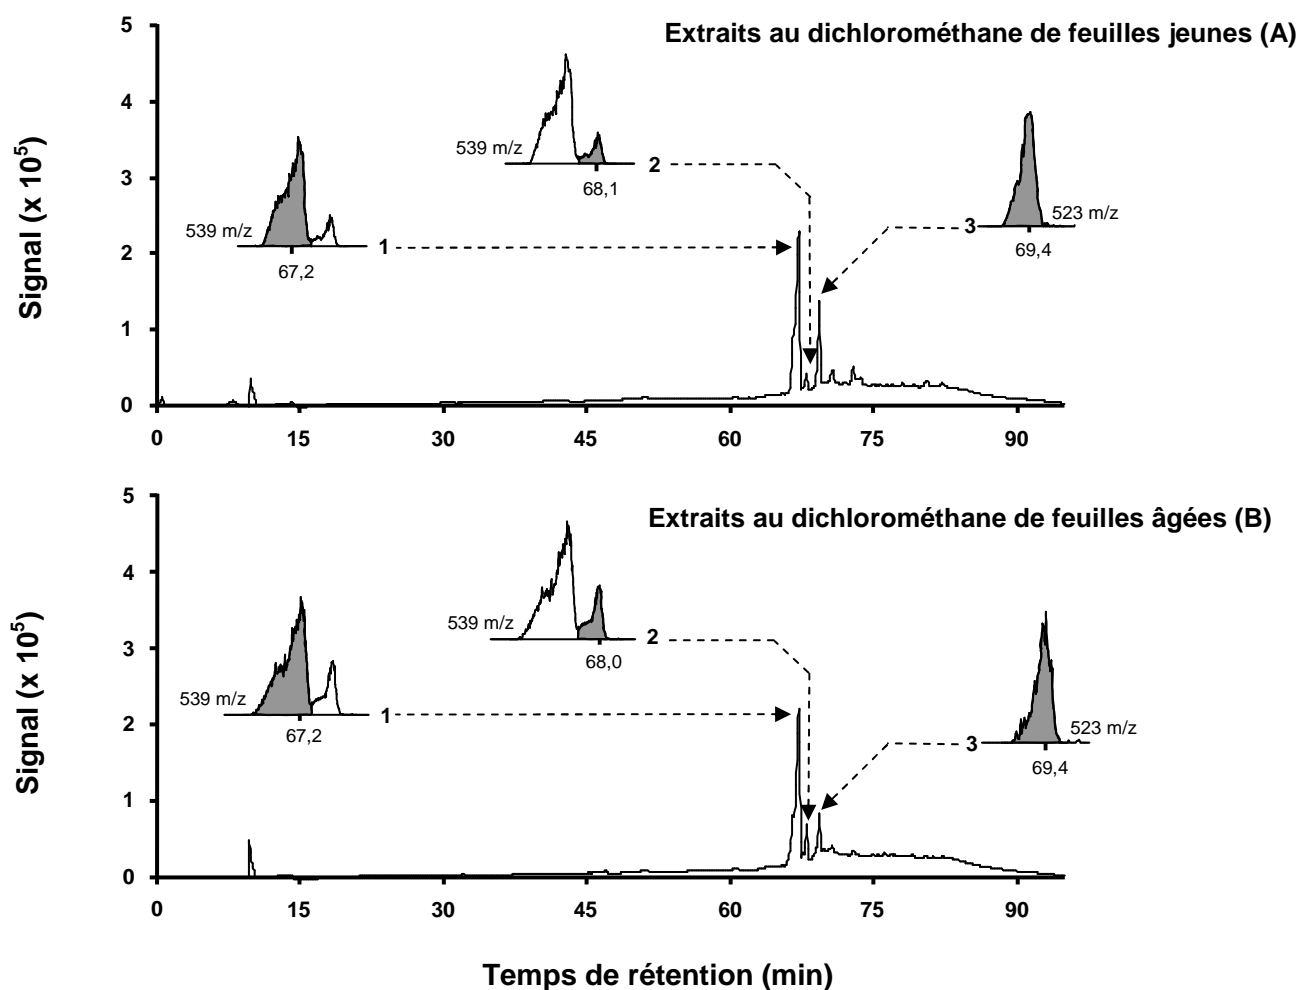 Extraits au dichlorométhane de feuilles jeunes (A)
Signal (x 10⁵)
5
4
3
2
1
0
539 m/z
67,2
1
539 m/z
68,1
2
3
523 m/z
69,4
0 15 30 45 60 75 90
Extraits au dichlorométhane de feuilles âgées (B)
Signal (x 10⁵)
5
4
3
2
1
0
539 m/z
67,2
1
539 m/z
68,0
2
3
523 m/z
69,4
0 15 30 45 60 75 90
Temps de rétention (min)